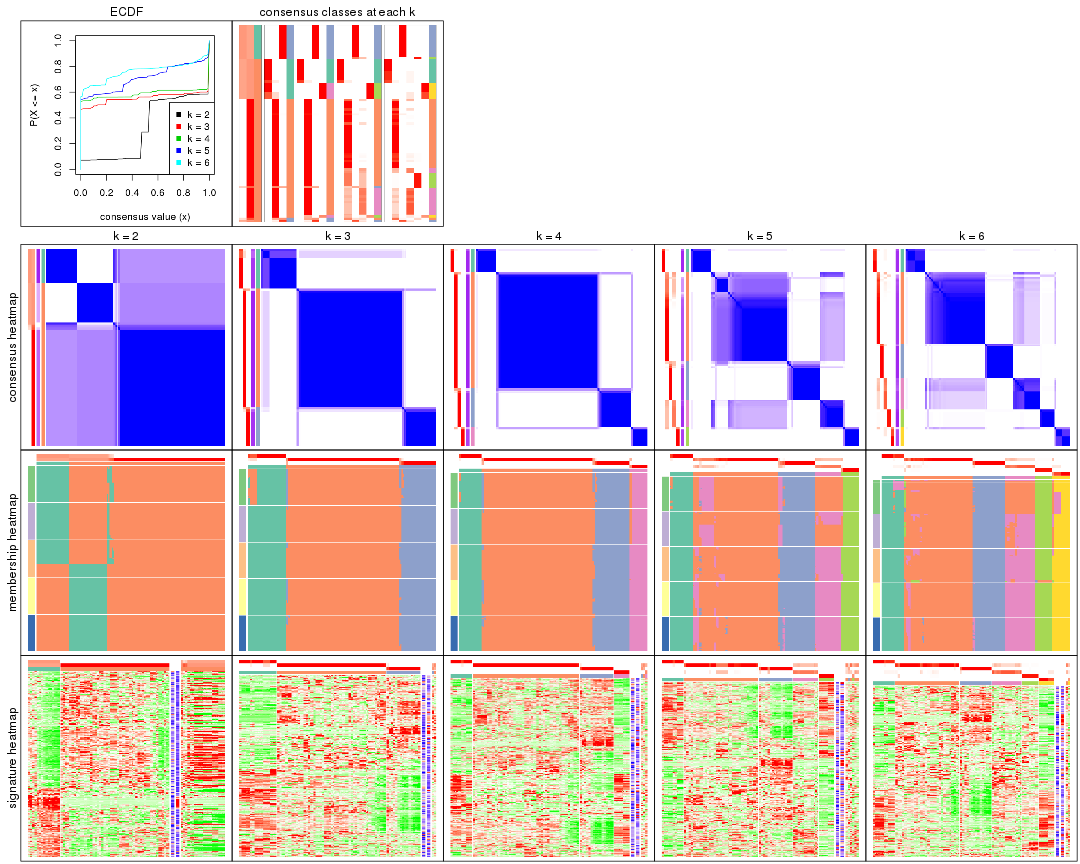 ECDF
consensus classes at each k
P(X <= x)
1.0
0.8
0.6
0.4
0.2
0.0
k = 2
k = 3
k = 4
k = 5
k = 6
0.0 0.2 0.4 0.6 0.8 1.0
consensus value (x)
k = 2
k = 3
k = 4
k = 5
k = 6
consensus heatmap
membership heatmap
signature heatmap